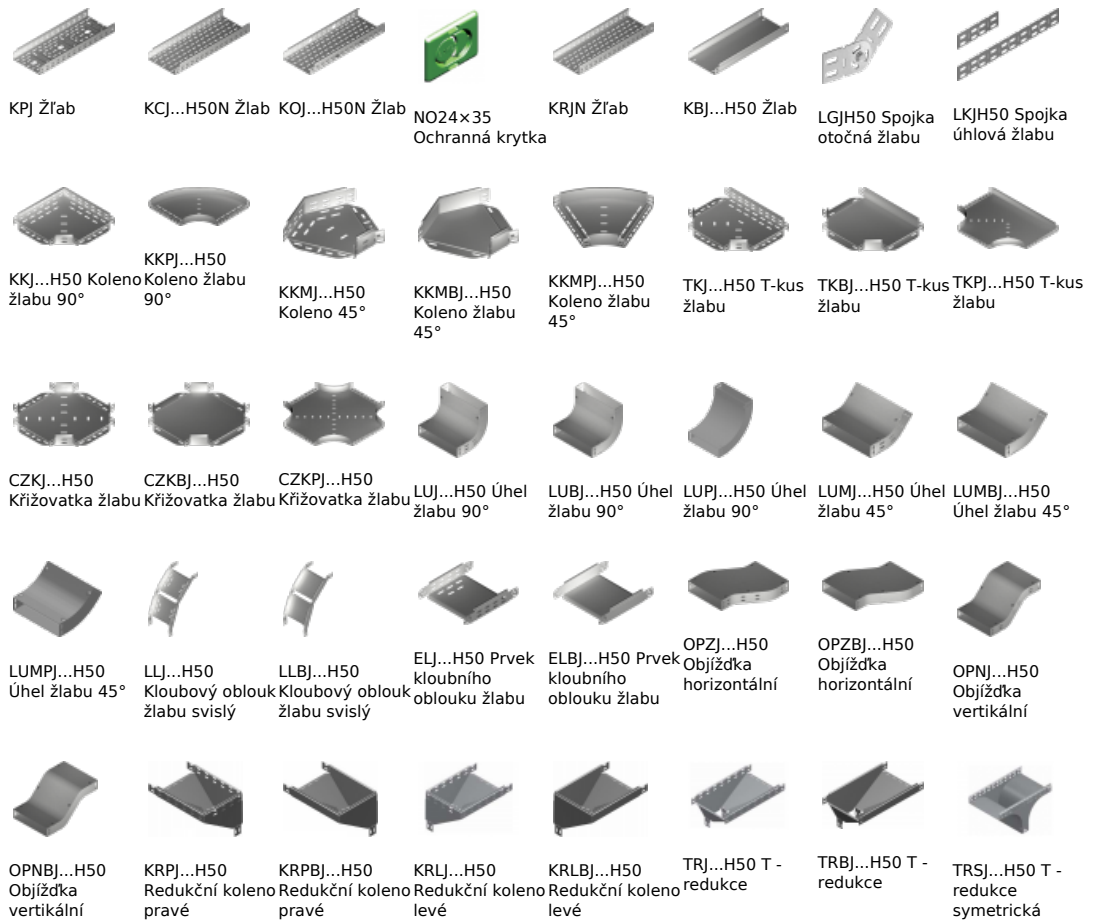 KPJ Žľab
KCJ...H50N Žlab
KOJ...H50N Žlab
NO24×35
Ochranná krytka
KRJN Žľab
KBJ...H50 Žlab
LGJH50 Spojka
otočná žlabu
LKJH50 Spojka
úhlová žlabu
KKJ...H50 Koleno
žlabu 90°
KKPJ...H50
Koleno žlabu
90°
KKMJ...H50
Koleno 45°
KKMBJ...H50
Koleno žlabu
45°
KKMPJ...H50
Koleno žlabu
45°
TKJ...H50 T-kus
žlabu
TKBJ...H50 T-kus
žlabu
TKPJ...H50 T-kus
žlabu
CZKJ...H50
Křižovatka žlabu
CZKBJ...H50
Křižovatka žlabu
CZKPJ...H50
Křižovatka žlabu
LUJ...H50 Úhel
žlabu 90°
LUBJ...H50 Úhel
žlabu 90°
LUPJ...H50 Úhel
žlabu 90°
LUMJ...H50 Úhel
žlabu 45°
LUMBJ...H50
Úhel žlabu 45°
LUMPJ...H50
Úhel žlabu 45°
LLJ...H50
Kloubový oblouk
žlabu svislý
LLBJ...H50
Kloubový oblouk
žlabu svislý
ELJ...H50 Prvek
kloubního
oblouku žlabu
ELBJ...H50 Prvek
kloubního
oblouku žlabu
OPZJ...H50
Objížďka
horizontální
OPZBJ...H50
Objížďka
horizontální
OPNJ...H50
Objížďka
vertikální
OPNBJ...H50
Objížďka
vertikální
KRPJ...H50
Redukční koleno
pravé
KRPBJ...H50
Redukční koleno
pravé
KRLJ...H50
Redukční koleno
levé
KRLBJ...H50
Redukční koleno
levé
TRJ...H50 T -
redukce
TRBJ...H50 T -
redukce
TRSJ...H50 T -
redukce
symetrická